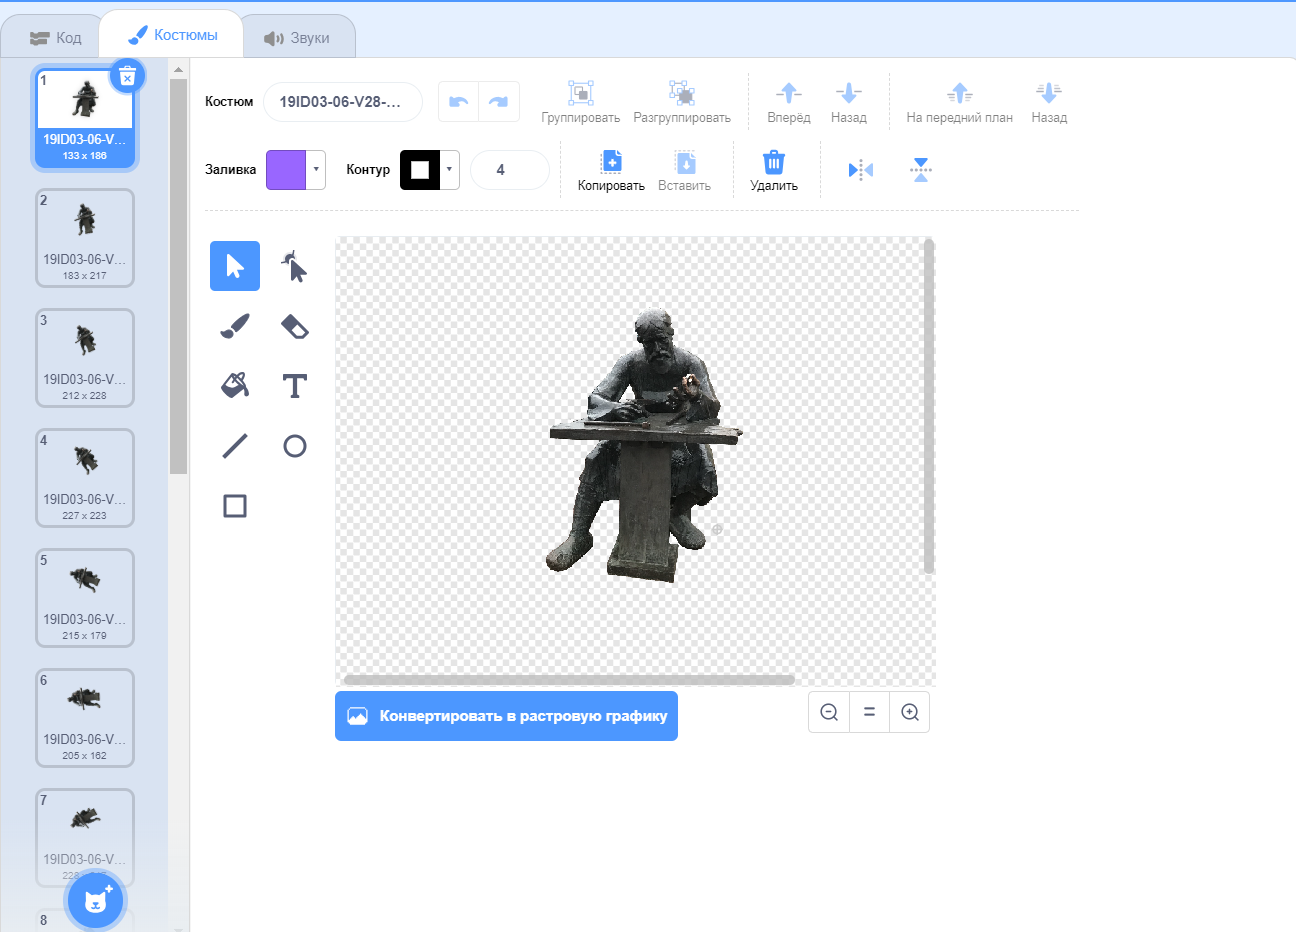 Код
Костюмы
Звуки
Костюм
19ID03-06-V28-...
Группировать
Разгруппировать
Вперёд
Назад
На передний план
Назад
Заливка
Контур
4
Копировать
Вставить
Удалить
1
19ID03-06-V...
133 x 186
2
19ID03-06-V...
183 x 217
3
19ID03-06-V...
212 x 228
4
19ID03-06-V...
227 x 223
5
19ID03-06-V...
215 x 179
6
19ID03-06-V...
205 x 162
7
19ID03-06-V...
8
Конвертировать в растровую графику